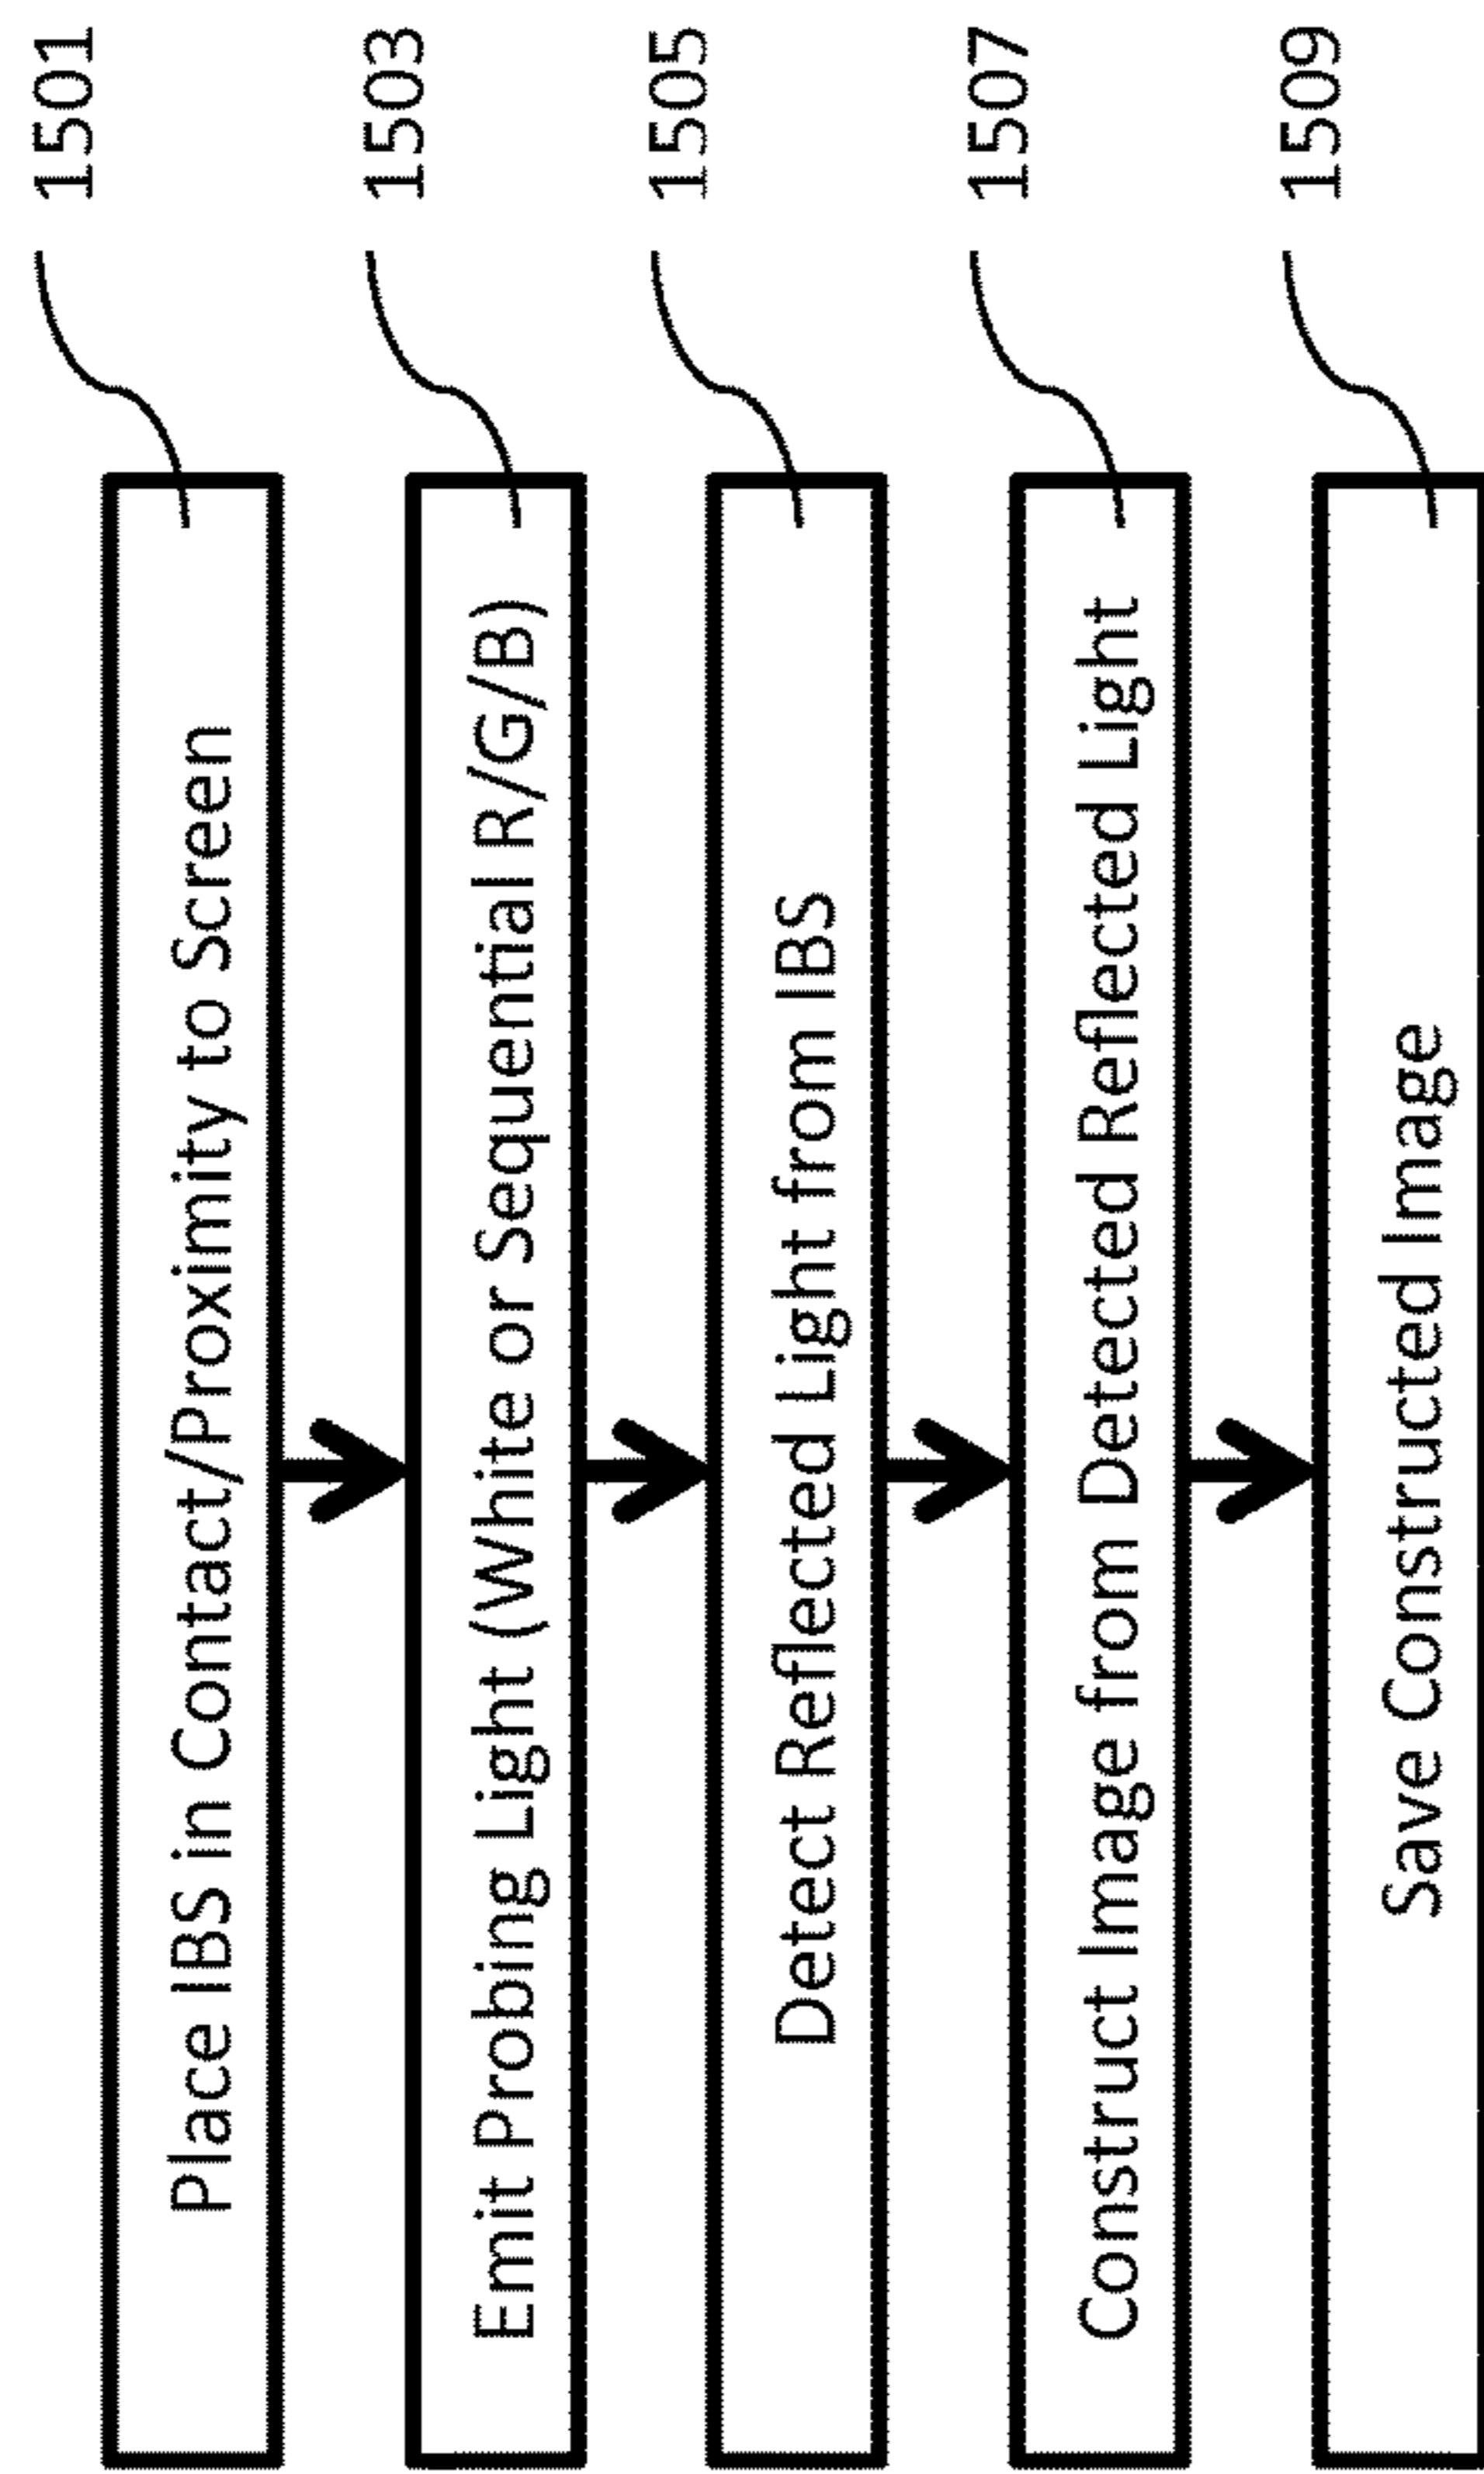 Place IBS in Contact/Proximity to Screen
1501
Emit Probing Light (White or Sequential R/G/B)
1503
Detect Reflected Light from IBS
1505
Construct Image from Detected Reflected Light
1507
Save Constructed Image
1509